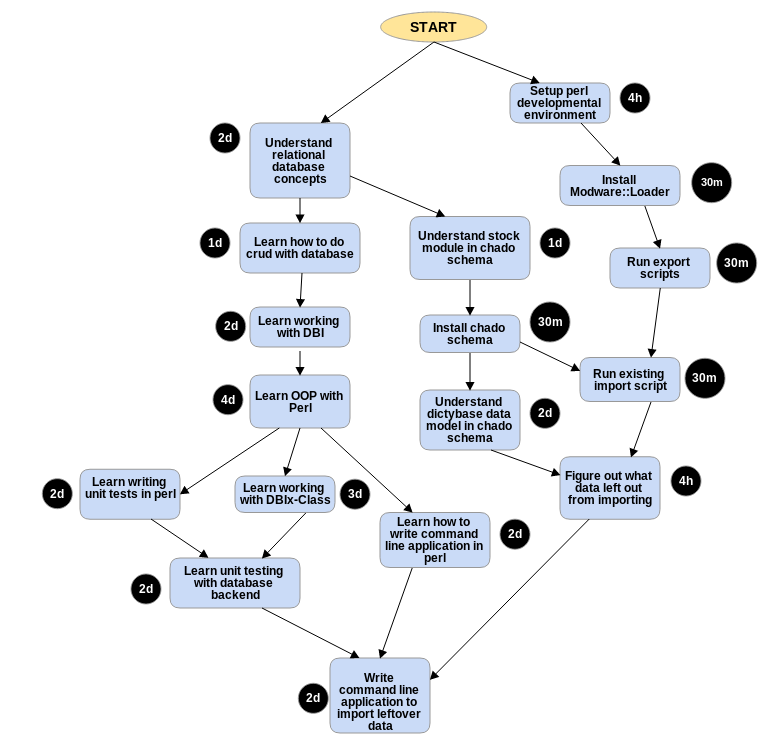 START
Setup perl
developmental
environment
4h
2d
Understand
relational
database
concepts
Install
Modware::Loader
30m
1d
Learn how to do
crud with database
Understand stock
module in chado
schema
1d
Run export
scripts
30m
2d
Learn working
with DBI
Install chado
schema
30m
Run existing
import script
30m
4d
Learn OOP with
Perl
Understand
dictybase data
model in chado
schema
2d
2d
Learn writing
unit tests in perl
Learn working
with DBIx-Class
3d
Figure out what
data left out
from importing
4h
Learn how to
write command
line application in
perl
2d
2d
Learn unit testing
with database
backend
2d
Write
command line
application to
import leftover
data